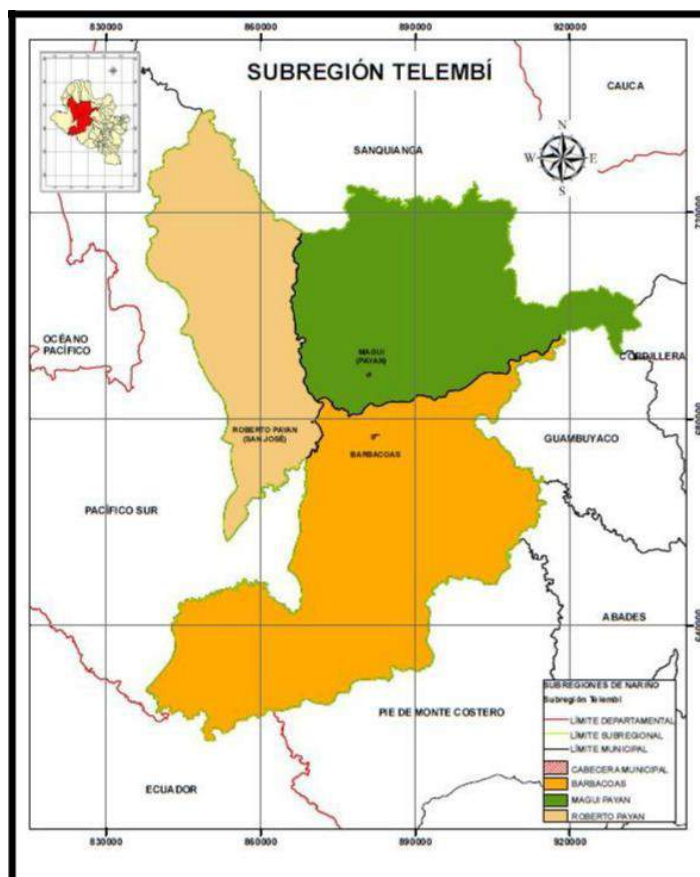 830000 860000 890000 920000
SUBREGIÓN TELEMBÍ
CAUCA
SANQUIANGA
N
W E
S
720000
OCÉANO
PACÍFICO
MAGUI
(PAYAN)
CORDILLERA
ROBERTO PAYAN
(SAN JOSÉ)
GUAMBUYACO
BARBACOAS
PACÍFICO SUR
ABADES
640000
PIE DE MONTE COSTERO
ECUADOR
SUBREGIONES DE NARIÑO
Subregión Telembí
LÍMITE DEPARTAMENTAL
LÍMITE SUBREGIONAL
LÍMITE MUNICIPAL
CABECERA MUNICIPAL
BARBACOAS
MAGUI PAYAN
ROBERTO PAYAN
830000 860000 890000 920000